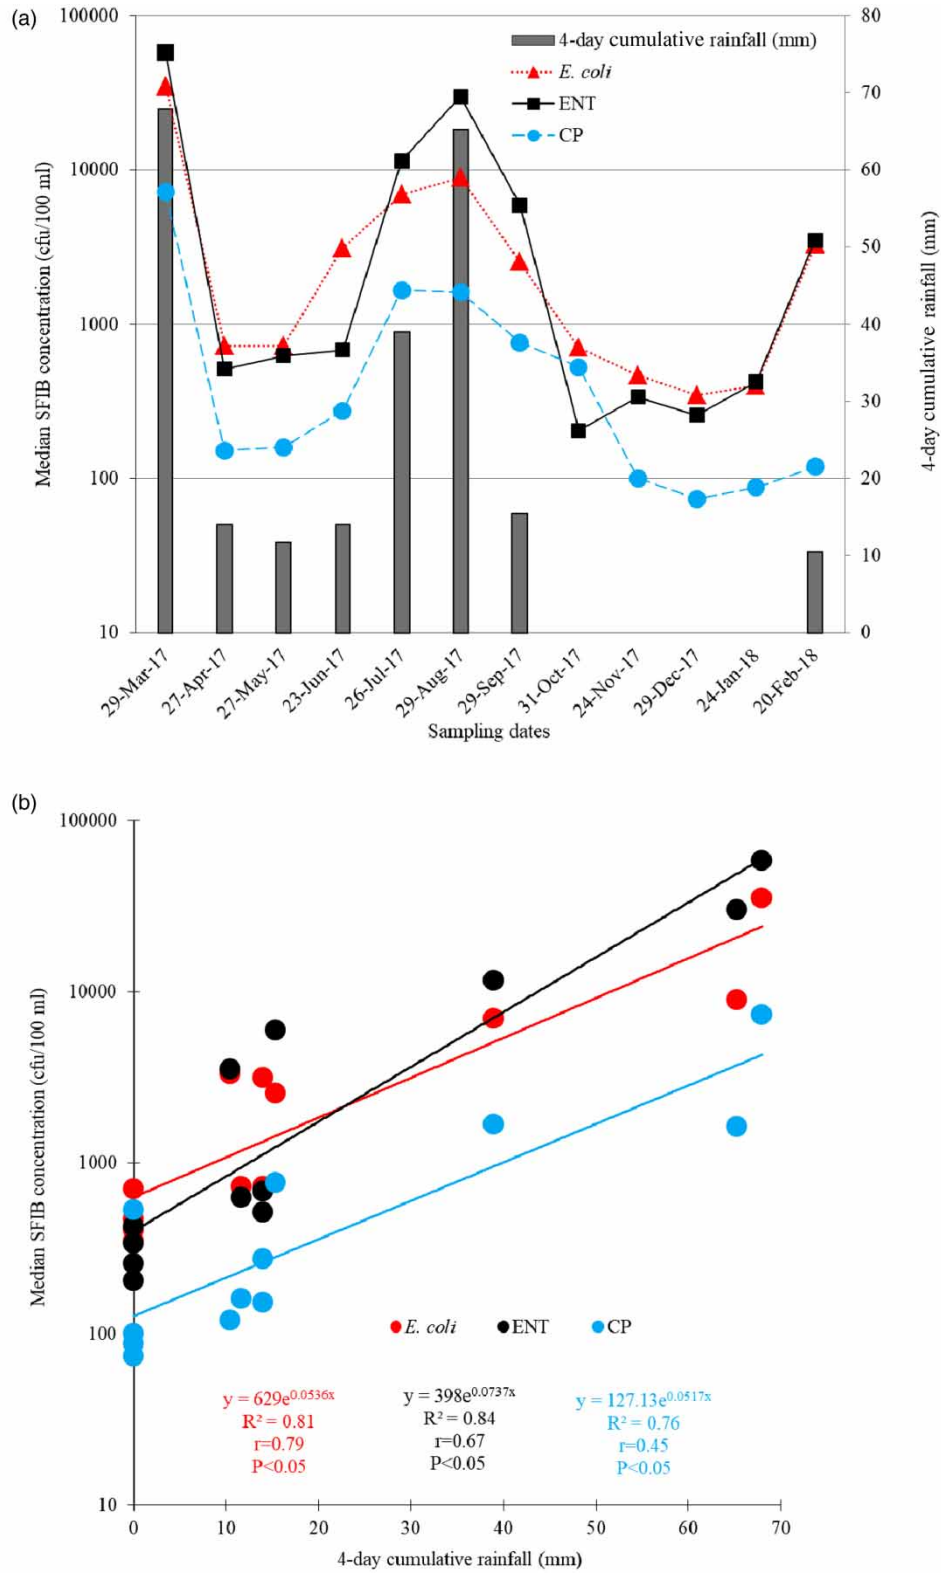 (a)
100000
10000
1000
100
10
Median SFIB concentration (cfu/100 ml)
4-day cumulative rainfall (mm)
E. coli
ENT
CP
80
70
60
50
40
30
20
10
0
4-day cumulative rainfall (mm)
29-Mar-17
27-Apr-17
27-May-17
23-Jun-17
26-Jul-17
29-Aug-17
29-Sep-17
31-Oct-17
24-Nov-17
29-Dec-17
24-Jan-18
20-Feb-18
Sampling dates
(b)
100000
10000
1000
100
10
Median SFIB concentration (cfu/100 ml)
E. coli ENT CP
y = 629e^0.0536x
R² = 0.81
r=0.79
P<0.05
y = 398e^0.0737x
R² = 0.84
r=0.67
P<0.05
y = 127.13e^0.0517x
R² = 0.76
r=0.45
P<0.05
0 10 20 30 40 50 60 70
4-day cumulative rainfall (mm)